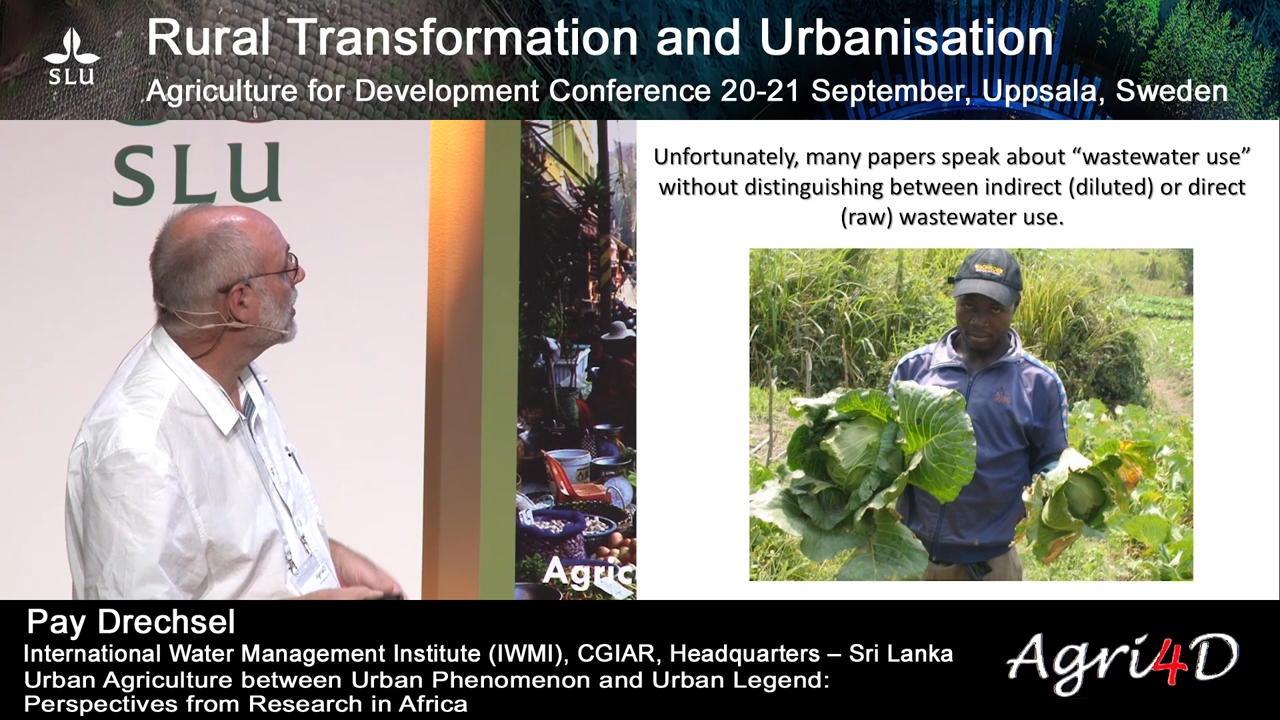 SLU
Rural Transformation and Urbanisation
Agriculture for Development Conference 20-21 September, Uppsala, Sweden
SLU
Unfortunately, many papers speak about “wastewater use”
without distinguishing between indirect (diluted) or direct
(raw) wastewater use.
Agric
Pay Drechsel
International Water Management Institute (IWMI), CGIAR, Headquarters – Sri Lanka
Urban Agriculture between Urban Phenomenon and Urban Legend:
Perspectives from Research in Africa
Agri4D